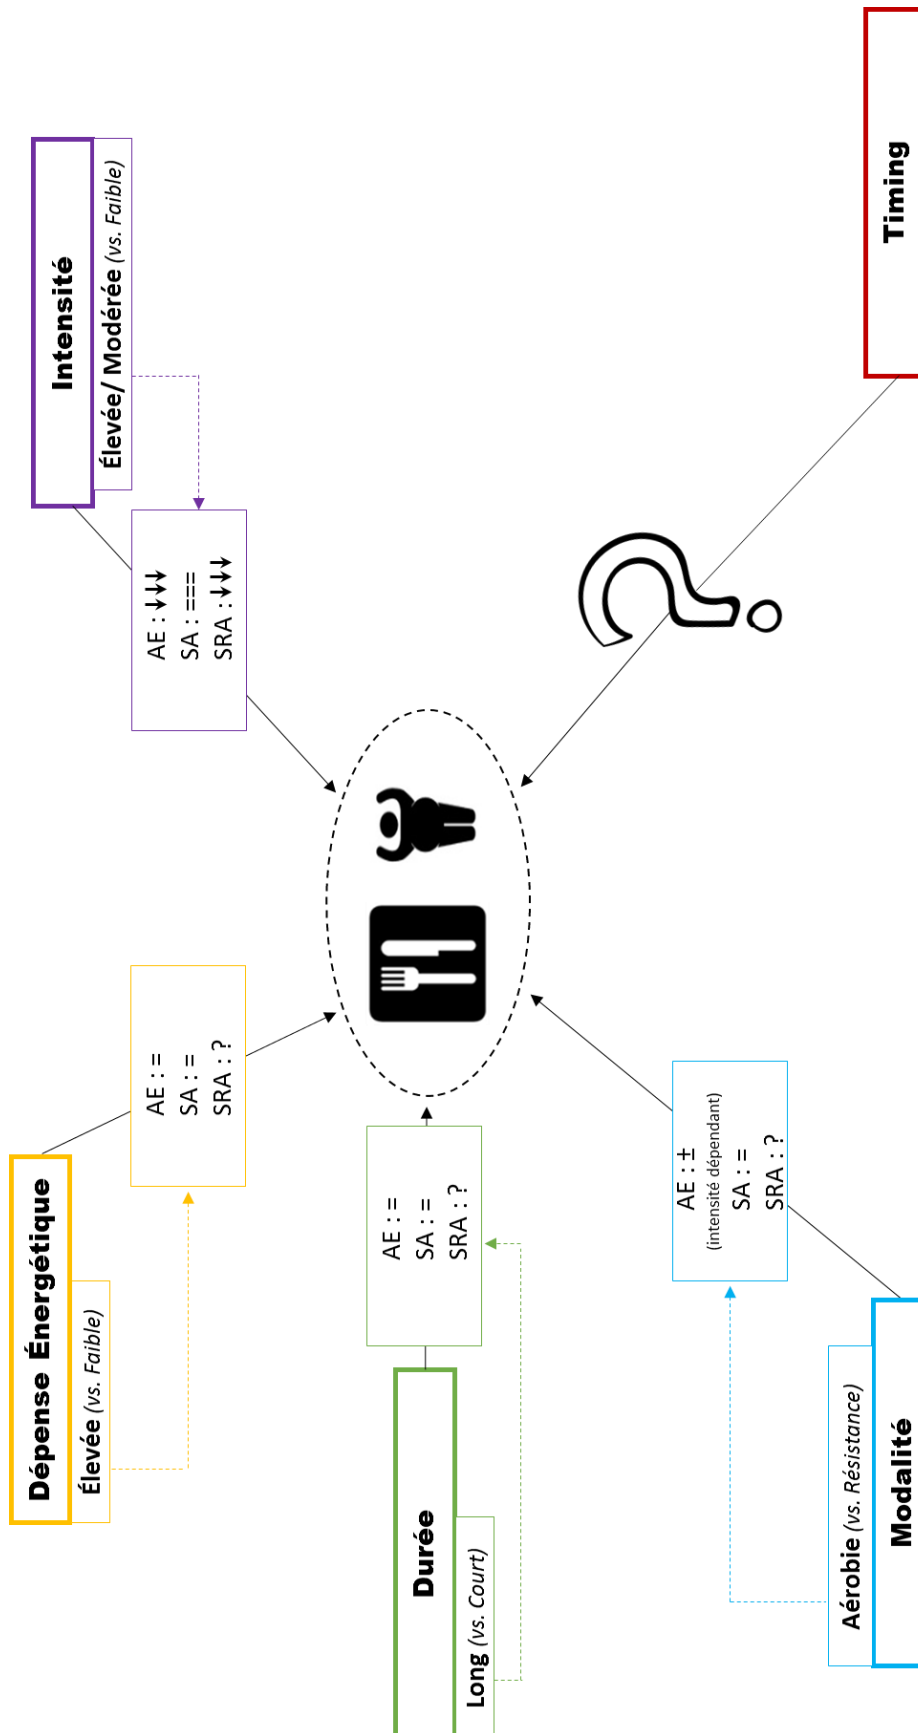 Dépense Énergétique
Élevée (vs. Faible)
AE : =
SA : =
SRA : ?
Intensité
Élevée/ Modérée (vs. Faible)
AE : ↓↓↓
SA : ===
SRA : ↓↓↓
Durée
Long (vs. Court)
AE : =
SA : =
SRA : ?
Aérobie (vs. Résistance)
Modalité
AE : ±
(intensité dépendant)
SA : =
SRA : ?
?
Timing